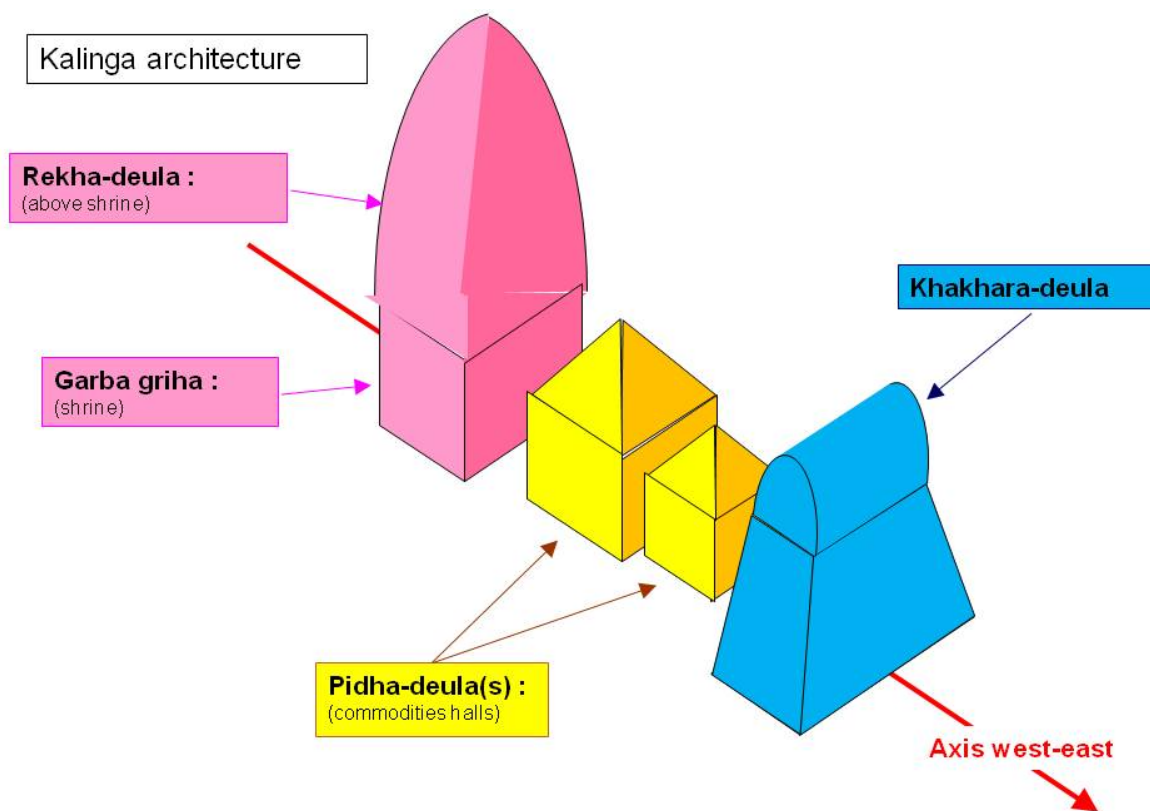 Kalinga architecture
Rekha-deula :
(above shrine)
Khakhara-deula
Garba griha :
(shrine)
Pidha-deula(s) :
(commodities halls)
Axis west-east